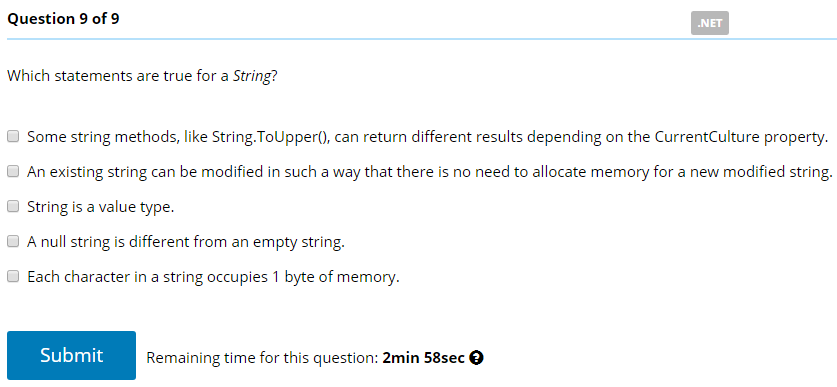 Question 9 of 9
.NET
Which statements are true for a String?
Some string methods, like String.ToUpper(), can return different results depending on the CurrentCulture property.
An existing string can be modified in such a way that there is no need to allocate memory for a new modified string.
String is a value type.
A null string is different from an empty string.
Each character in a string occupies 1 byte of memory.
Submit
Remaining time for this question: 2min 58sec ?